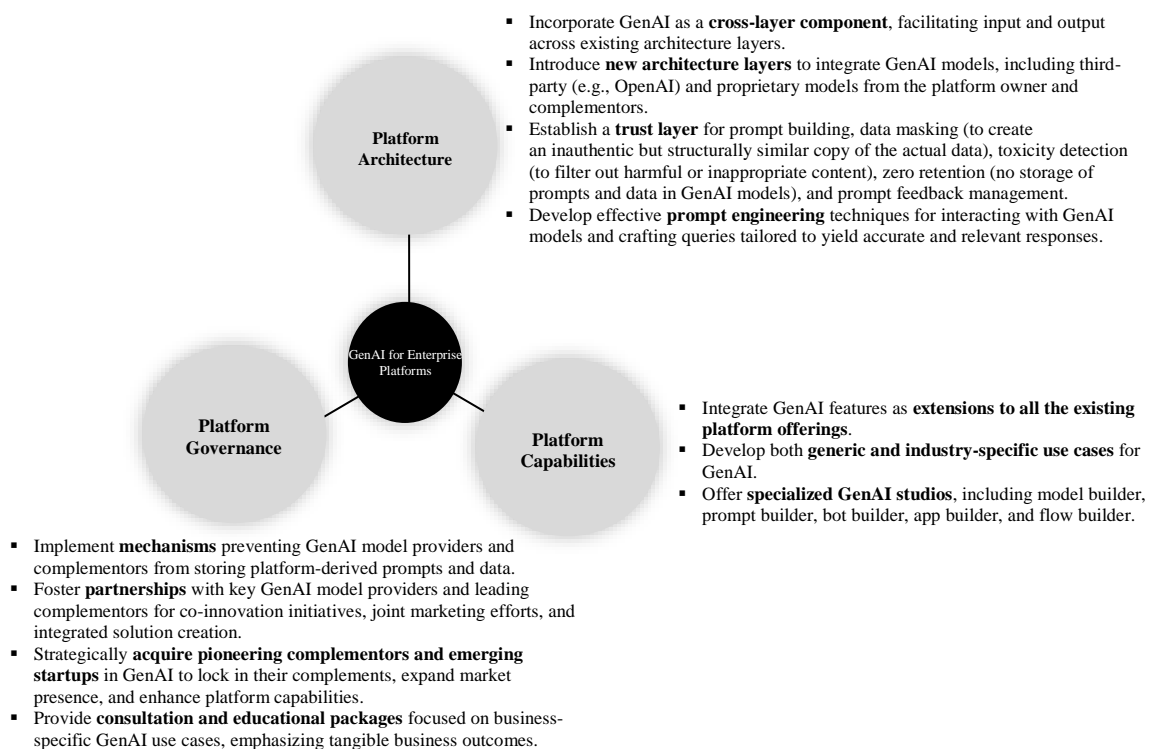 ▪ Incorporate GenAI as a cross-layer component, facilitating input and output
across existing architecture layers.
▪ Introduce new architecture layers to integrate GenAI models, including third-
party (e.g., OpenAI) and proprietary models from the platform owner and
complementors.
▪ Establish a trust layer for prompt building, data masking (to create
an inauthentic but structurally similar copy of the actual data), toxicity detection
(to filter out harmful or inappropriate content), zero retention (no storage of
prompts and data in GenAI models), and prompt feedback management.
▪ Develop effective prompt engineering techniques for interacting with GenAI
models and crafting queries tailored to yield accurate and relevant responses.
Platform
Architecture
GenAI for Enterprise
Platforms
Platform
Governance
Platform
Capabilities
▪ Integrate GenAI features as extensions to all the existing
platform offerings.
▪ Develop both generic and industry-specific use cases for
GenAI.
▪ Offer specialized GenAI studios, including model builder,
prompt builder, bot builder, app builder, and flow builder.
▪ Implement mechanisms preventing GenAI model providers and
complementors from storing platform-derived prompts and data.
▪ Foster partnerships with key GenAI model providers and leading
complementors for co-innovation initiatives, joint marketing efforts, and
integrated solution creation.
▪ Strategically acquire pioneering complementors and emerging
startups in GenAI to lock in their complements, expand market
presence, and enhance platform capabilities.
▪ Provide consultation and educational packages focused on business-
specific GenAI use cases, emphasizing tangible business outcomes.